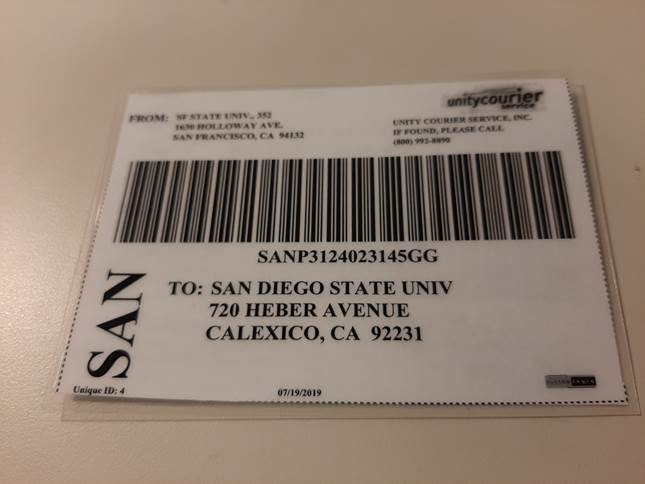 unitycourier
service
FROM: SF STATE UNIV., 352
1630 HOLLOWAY AVE.
SAN FRANCISCO, CA 94132
UNITY COURIER SERVICE, INC.
IF FOUND, PLEASE CALL
(800) 992-8890
SANP3124023145GG
SAN
TO: SAN DIEGO STATE UNIV
720 HEBER AVENUE
CALEXICO, CA 92231
Unique ID: 4
07/19/2019